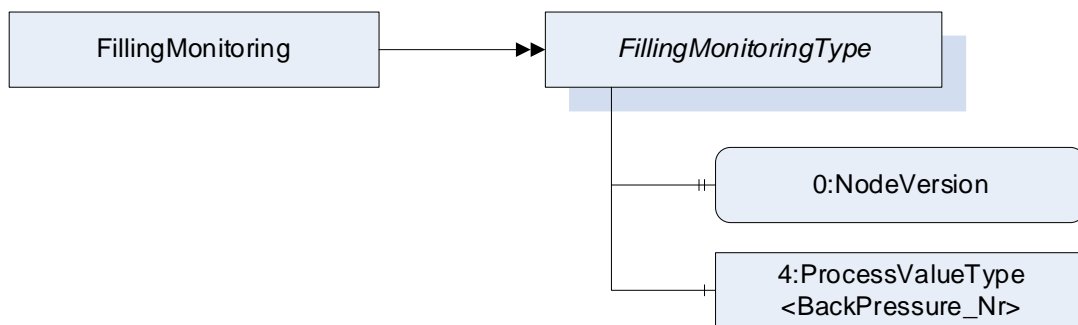 FillingMonitoring
FillingMonitoringType
0:NodeVersion
4:ProcessValueType
<BackPressure_Nr>